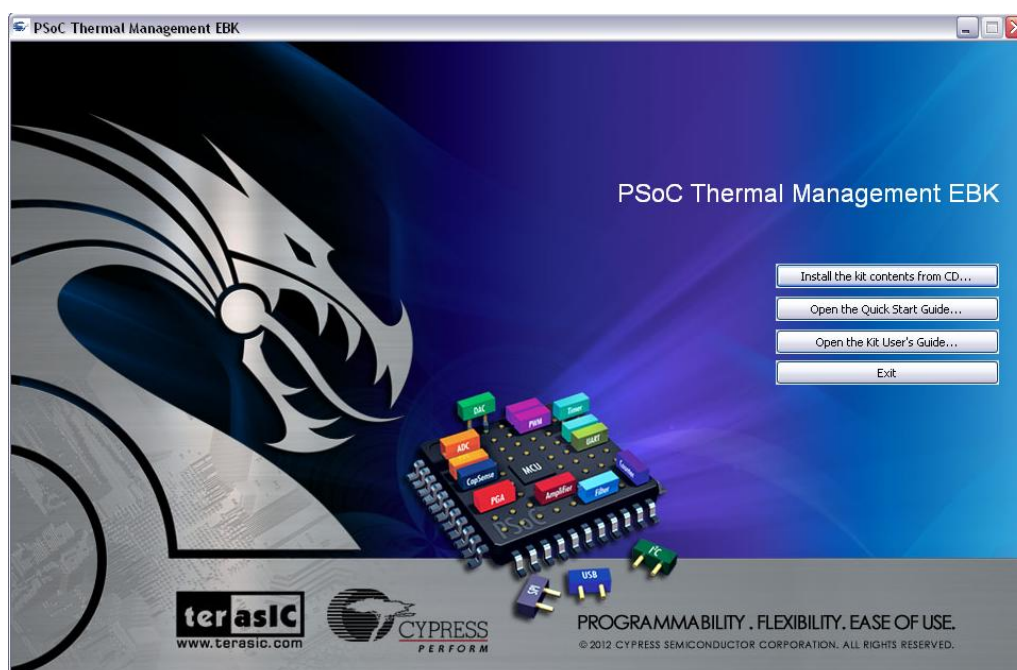 PSoC Thermal Management EBK
PSoC Thermal Management EBK
Install the kit contents from CD...
Open the Quick Start Guide...
Open the Kit User's Guide...
Exit
DAC
PWM
Timer
ADC
UART
CapSense
MCU
PGA
Amplifier
Filter
PSoC
I²C
USB
terasIC
www.terasic.com
CYPRESS
PERFORM
PROGRAMMABILITY . FLEXIBILITY. EASE OF USE.
© 2012 CYPRESS SEMICONDUCTOR CORPORATION. ALL RIGHTS RESERVED.